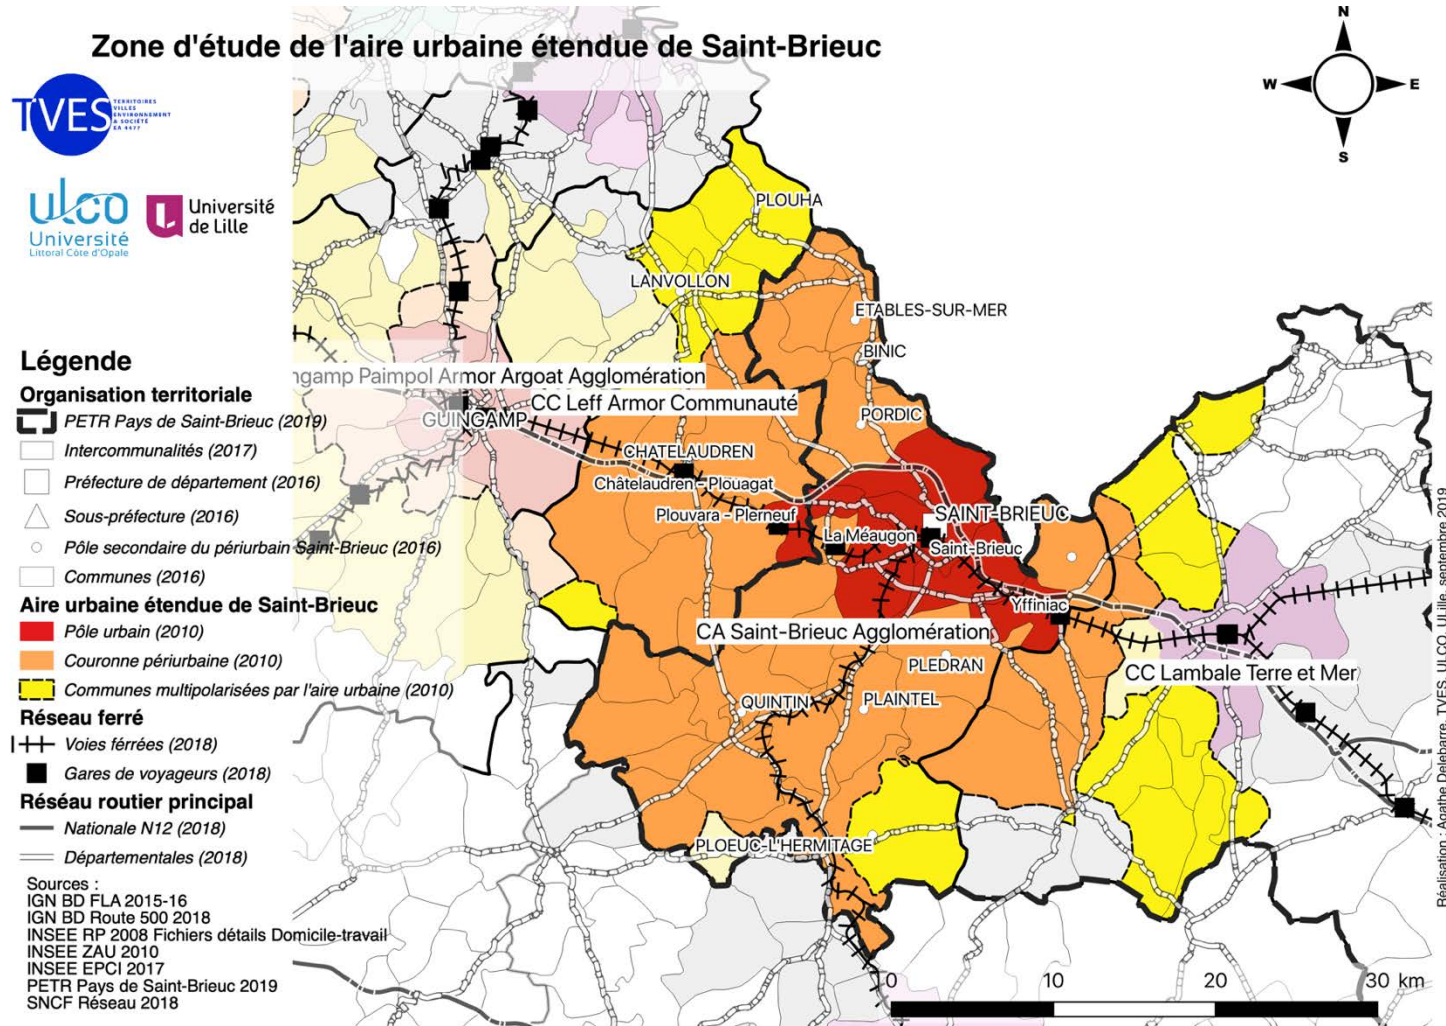 Zone d'étude de l'aire urbaine étendue de Saint-Brieuc
TVES
TERRITOIRES
VILLES
ENVIRONNEMENT
& SOCIÉTÉ
EA 4477
ulco
Université
Littoral Côte d'Opale
Université
de Lille
N
W
E
S
Légende
Organisation territoriale
PETR Pays de Saint-Brieuc (2019)
Intercommunalités (2017)
Préfecture de département (2016)
Sous-préfecture (2016)
Pôle secondaire du périurbain Saint-Brieuc (2016)
Communes (2016)
Aire urbaine étendue de Saint-Brieuc
Pôle urbain (2010)
Couronne périurbaine (2010)
Communes multipolarisées par l'aire urbaine (2010)
Réseau ferré
Voies férrées (2018)
Gares de voyageurs (2018)
Réséau routier principal
Nationale N12 (2018)
Départementales (2018)
Sources :
IGN BD FLA 2015-16
IGN BD Route 500 2018
INSEE RP 2008 Fichiers détails Domicile-travail
INSEE ZAU 2010
INSEE EPCI 2017
PETR Pays de Saint-Brieuc 2019
SNCF Réseau 2018
PLOUHA
LANVOLLON
ETABLES-SUR-MER
BINIC
ngamp Paimpol Armor Argoat Agglomération
CC Leff Armor Communauté
GUINGAMP
PORDIC
CHATELAUDREN
Châtelaudren - Plouagat
Plouvara - Plerneuf
SAINT-BRIEUC
La Méaugon
Saint-Brieuc
Yffiniac
CA Saint-Brieuc Agglomération
PLEDRAN
CC Lambale Terre et Mer
QUINTIN
PLAINTEL
PLOEUC-L'HERMITAGE
0 10 20 30 km
Réalisation : Agathe Delebarre, TVES, ULCO, ULille, septembre 2019